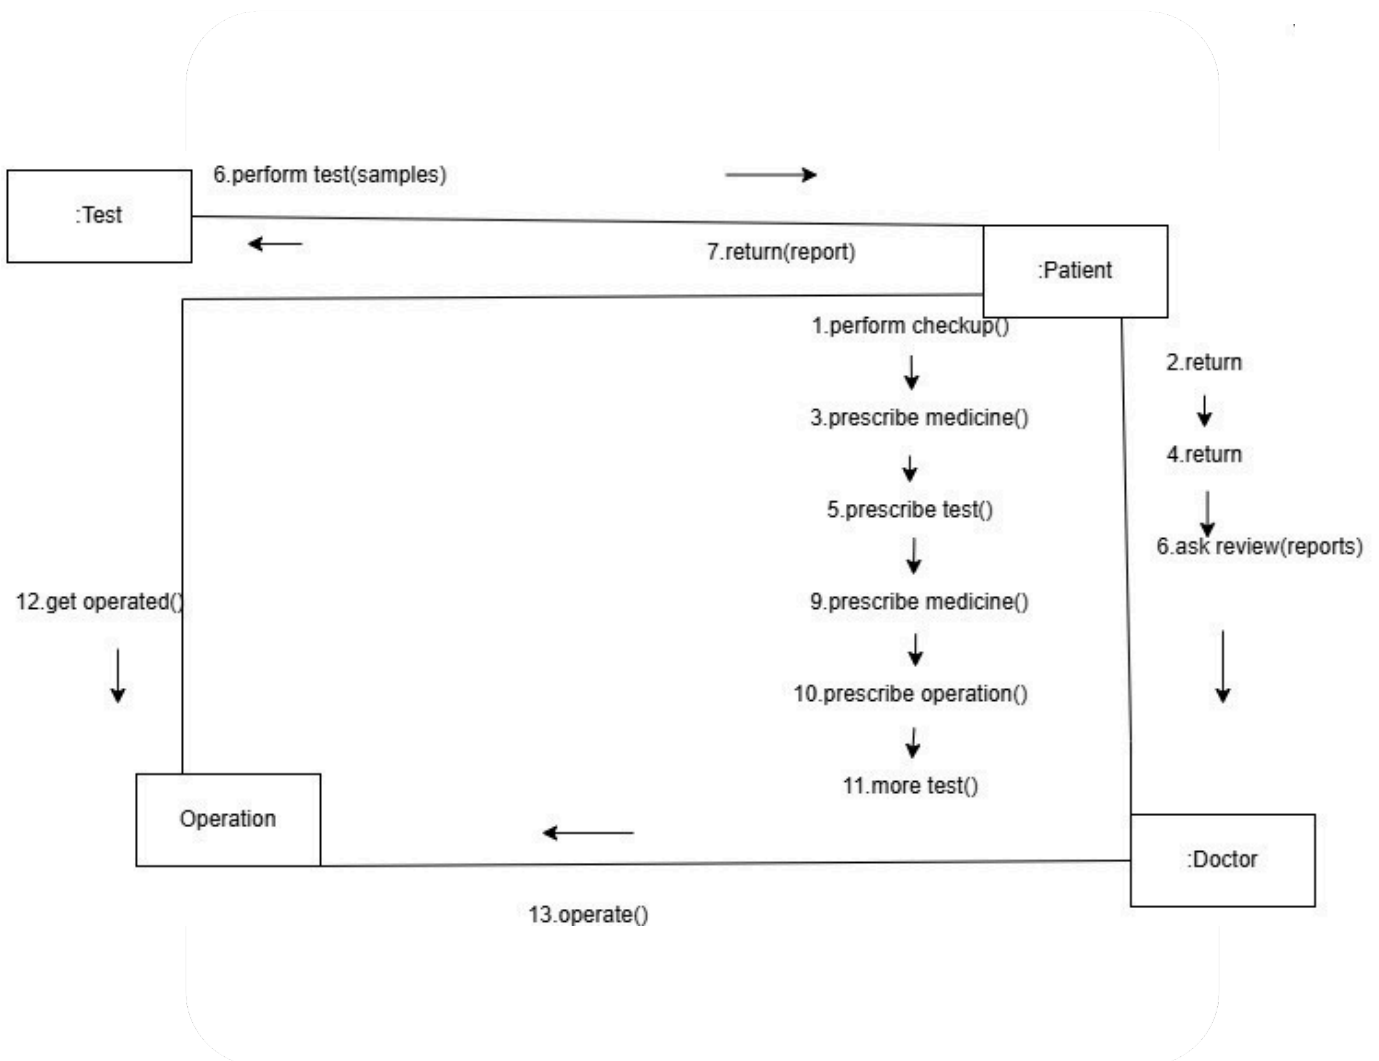 6.perform test(samples)
:Test
7.return(report)
:Patient
1.perform checkup()
2.return
3.prescribe medicine()
4.return
5.prescribe test()
6.ask review(reports)
12.get operated()
9.prescribe medicine()
10.prescribe operation()
11.more test()
Operation
:Doctor
13.operate()